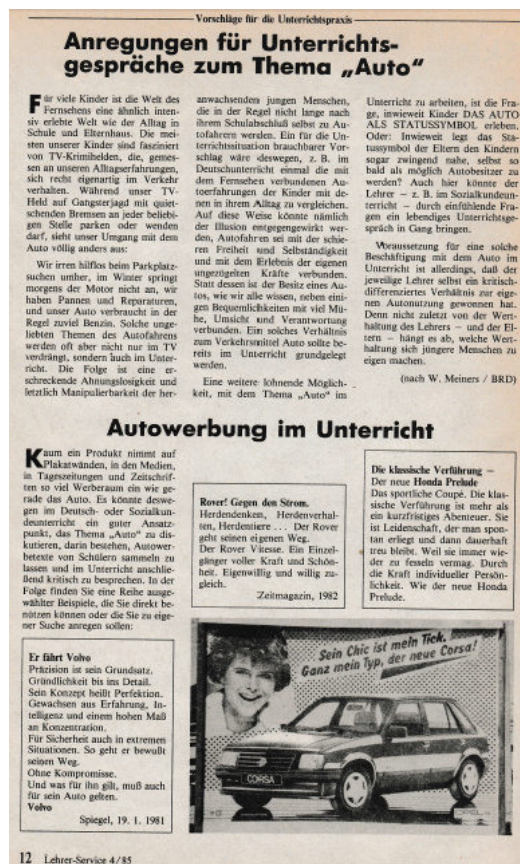 Vorschläge für die Unterrichtspraxis
Anregungen für Unterrichts-
gespräche zum Thema „Auto“
Für viele Kinder ist die Welt des
Fernsehens eine ähnlich inten-
siv erlebte Welt wie der Alltag in
Schule und Elternhaus. Die mei-
sten unserer Kinder sind fasziniert
von TV-Krimihelden, die, gemes-
sen an unseren Alltagserfahrungen,
sich recht eigenartig im Verkehr
verhalten. Während unser TV-
Held auf Gangsterjagd mit quiet-
schenden Bremsen an jeder beliebi-
gen Stelle parken oder wenden
darf, sieht unser Umgang mit dem
Auto völlig anders aus:
Wir irren hilflos beim Parkplatz-
suchen umher, im Winter springt
morgens der Motor nicht an, wir
haben Pannen und Reparaturen,
und unser Auto verbraucht in der
Regel zuviel Benzin. Solche unge-
liebten Themen des Autofahrens
werden oft aber nicht nur im TV
verdrängt, sondern auch im Unter-
richt. Die Folge ist eine er-
schreckende Ahnungslosigkeit und
letztlich Manipulierbarkeit der her-
anwachsenden jungen Menschen,
die in der Regel nicht lange nach
ihrem Schulabschluß selbst zu Au-
tofahrern werden. Ein für die Un-
terrichtssituation brauchbarer Vor-
schlag wäre deswegen, z. B. im
Deutschunterricht einmal die mit
dem Fernsehen verbundenen Au-
toerfahrungen der Kinder mit de-
nen in ihrem Alltag zu vergleichen.
Auf diese Weise könnte nämlich
der Illusion entgegengewirkt wer-
den, Autofahren sei mit der schie-
ren Freiheit und Selbständigkeit
und mit dem Erlebnis der eigenen
ungezügelten Kräfte verbunden.
Statt dessen ist der Besitz eines Au-
tos, wie wir alle wissen, neben eini-
gen Bequemlichkeiten mit viel Mü-
he, Umsicht und Verantwortung
verbunden. Ein solches Verhältnis
zum Verkehrsmittel Auto sollte be-
reits im Unterricht grundgelegt
werden.
Eine weitere lohnende Möglich-
keit, mit dem Thema „Auto“ im
Unterricht zu arbeiten, ist die Fra-
ge, inwieweit Kinder DAS AUTO
ALS STATUSSYMBOL erleben.
Oder: Inwieweit legt das Sta-
tussymbol der Eltern den Kindern
sogar zwingend nahe, selbst so
bald als möglich Autobesitzer zu
werden? Auch hier könnte der
Lehrer – z. B. im Sozialkundeun-
terricht – durch einfühlende Fra-
gen ein lebendiges Unterrichtsge-
spräch in Gang bringen.
Voraussetzung für eine solche
Beschäftigung mit dem Auto im
Unterricht ist allerdings, daß der
jeweilige Lehrer selbst ein kritisch-
differenziertes Verhältnis zur eige-
nen Autonutzung gewonnen hat.
Denn nicht zuletzt von der Wert-
haltung des Lehrers – und der El-
tern – hängt es ab, welche Wert-
haltung sich jüngere Menschen zu
eigen machen.
(nach W. Meiners / BRD)
Autowerbung im Unterricht
Kaum ein Produkt nimmt auf
Plakatwänden, in den Medien,
in Tageszeitungen und Zeitschrif-
ten so viel Werberaum ein wie ge-
rade das Auto. Es könnte deswe-
gen im Deutsch- oder Sozialkun-
deunterricht ein guter Ansatz-
punkt, das Thema „Auto“ zu dis-
kutieren, darin bestehen, Autower-
betexte von Schülern sammeln zu
lassen und im Unterricht anschlie-
ßend kritisch zu besprechen. In der
Folge finden Sie eine Reihe ausge-
wählter Beispiele, die Sie direkt be-
nützen können oder die Sie zu eige-
ner Suche anregen sollen:
Er fährt Volvo
Präzision ist sein Grundsatz.
Gründlichkeit bis ins Detail.
Sein Konzept heißt Perfektion.
Gewachsen aus Erfahrung, In-
telligenz und einem hohen Maß
an Konzentration.
Für Sicherheit auch in extremen
Situationen. So geht er bewußt
seinen Weg.
Ohne Kompromisse.
Und was für ihn gilt, muß auch
für sein Auto gelten.
Volvo
Spiegel, 19. 1. 1981
Rover! Gegen den Strom.
Herdendenken, Herdenverhal-
ten, Herdentiere ... Der Rover
geht seinen eigenen Weg.
Der Rover Vitesse. Ein Einzel-
gänger voller Kraft und Schön-
heit. Eigenwillig und willig zu-
gleich.
Zeitmagazin, 1982
Die klassische Verführung –
Der neue Honda Prelude
Das sportliche Coupé. Die klas-
sische Verführung ist mehr als
ein kurzfristiges Abenteuer. Sie
ist Leidenschaft, der man spon-
tan erliegt und dann dauerhaft
treu bleibt. Weil sie immer wie-
der zu fesseln vermag. Durch
die Kraft individueller Persön-
lichkeit. Wie der neue Honda
Prelude.
Sein Chic ist mein Tick.
Ganz mein Typ, der neue Corsa!
CORSA
12 Lehrer-Service 4/85